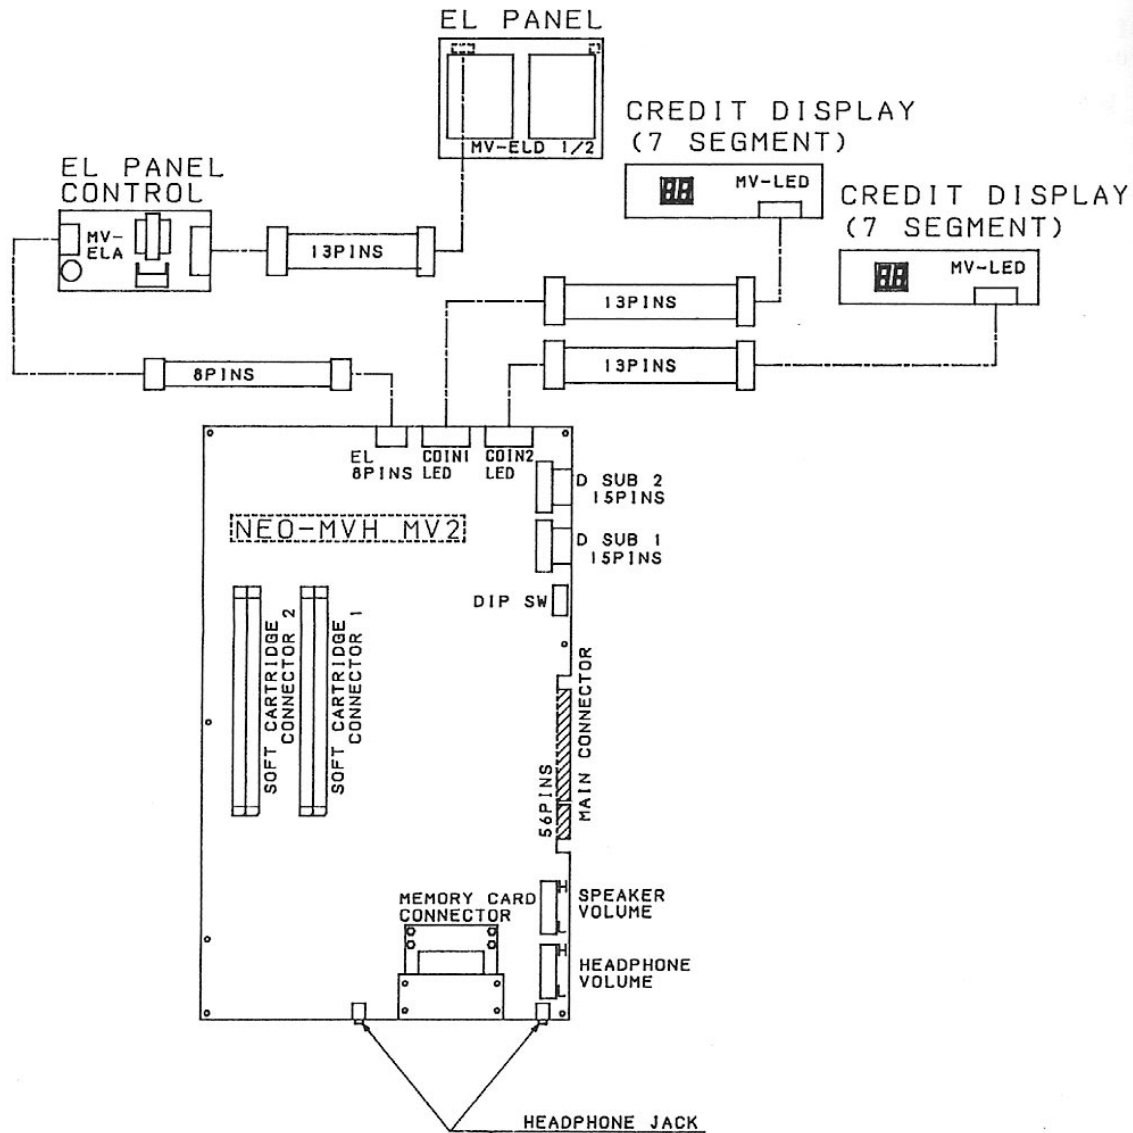 EL PANEL
MV-ELD 1/2
CREDIT DISPLAY
(7 SEGMENT)
MV-LED
CREDIT DISPLAY
(7 SEGMENT)
MV-LED
EL PANEL
CONTROL
MV-
ELA
13PINS
13PINS
13PINS
8PINS
EL
8PINS
COIN1
LED
COIN2
LED
D SUB 2
15PINS
NEO-MVH MV2
D SUB 1
15PINS
DIP SW
SOFT CARTRIDGE
CONNECTOR 2
SOFT CARTRIDGE
CONNECTOR 1
56PINS
MAIN CONNECTOR
MEMORY CARD
CONNECTOR
H
SPEAKER
VOLUME
L
H
HEADPHONE
VOLUME
L
HEADPHONE JACK